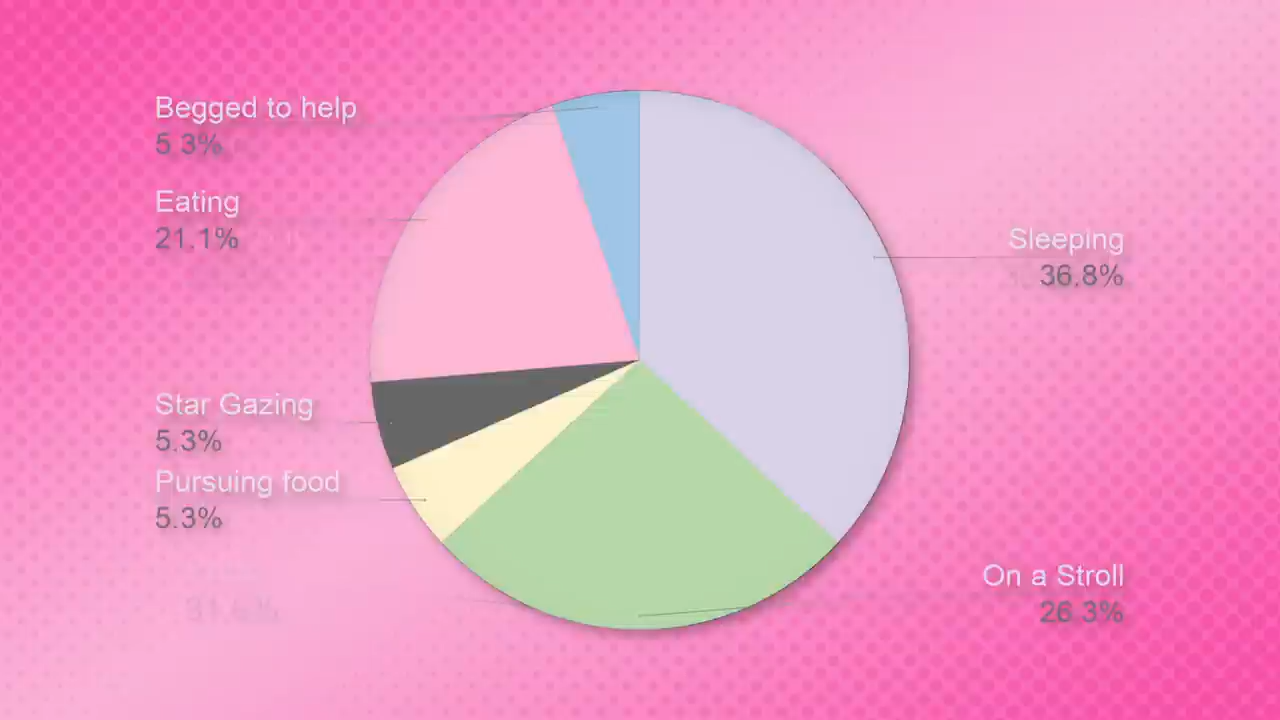 Begged to help
5.3%
Eating
21.1%
Sleeping
36.8%
Star Gazing
5.3%
Pursuing food
5.3%
On a Stroll
26.3%